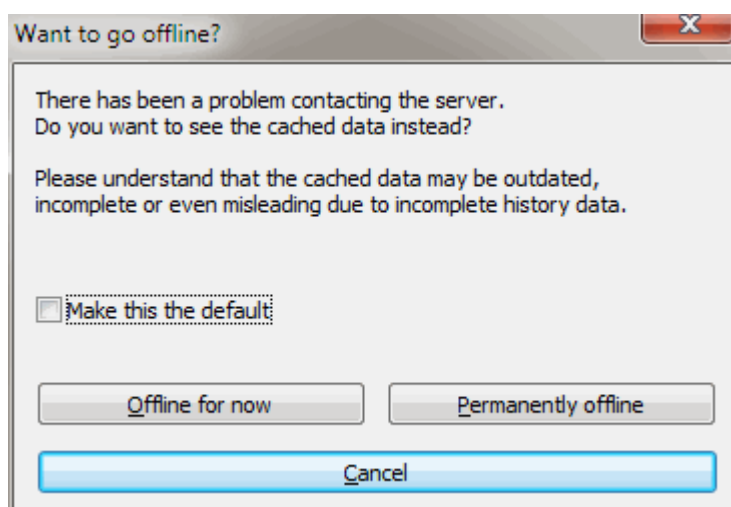 Want to go offline?
There has been a problem contacting the server.
Do you want to see the cached data instead?
Please understand that the cached data may be outdated,
incomplete or even misleading due to incomplete history data.
Make this the default
Offline for now
Permanently offline
Cancel